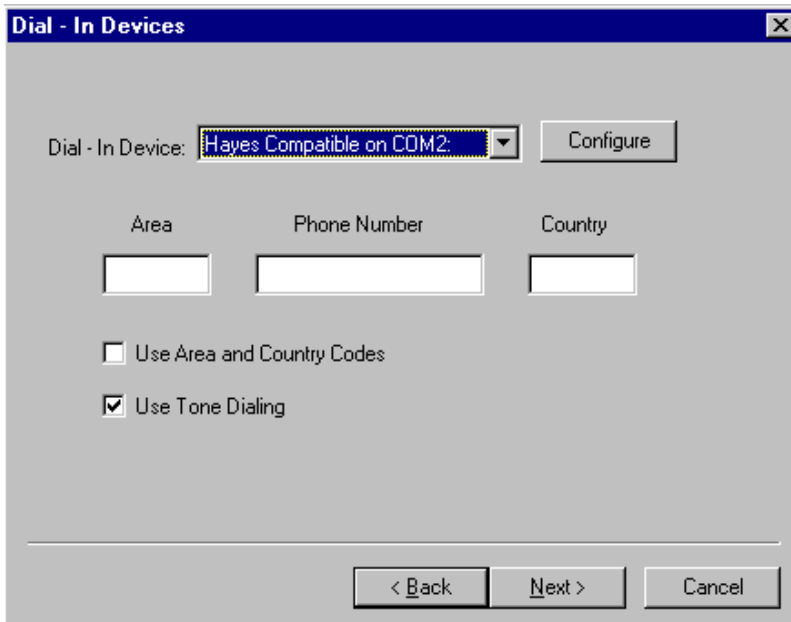 Dial - In Devices
Dial - In Device: Hayes Compatible on COM2: Configure
Area Phone Number Country
Use Area and Country Codes
Use Tone Dialing
< Back Next > Cancel